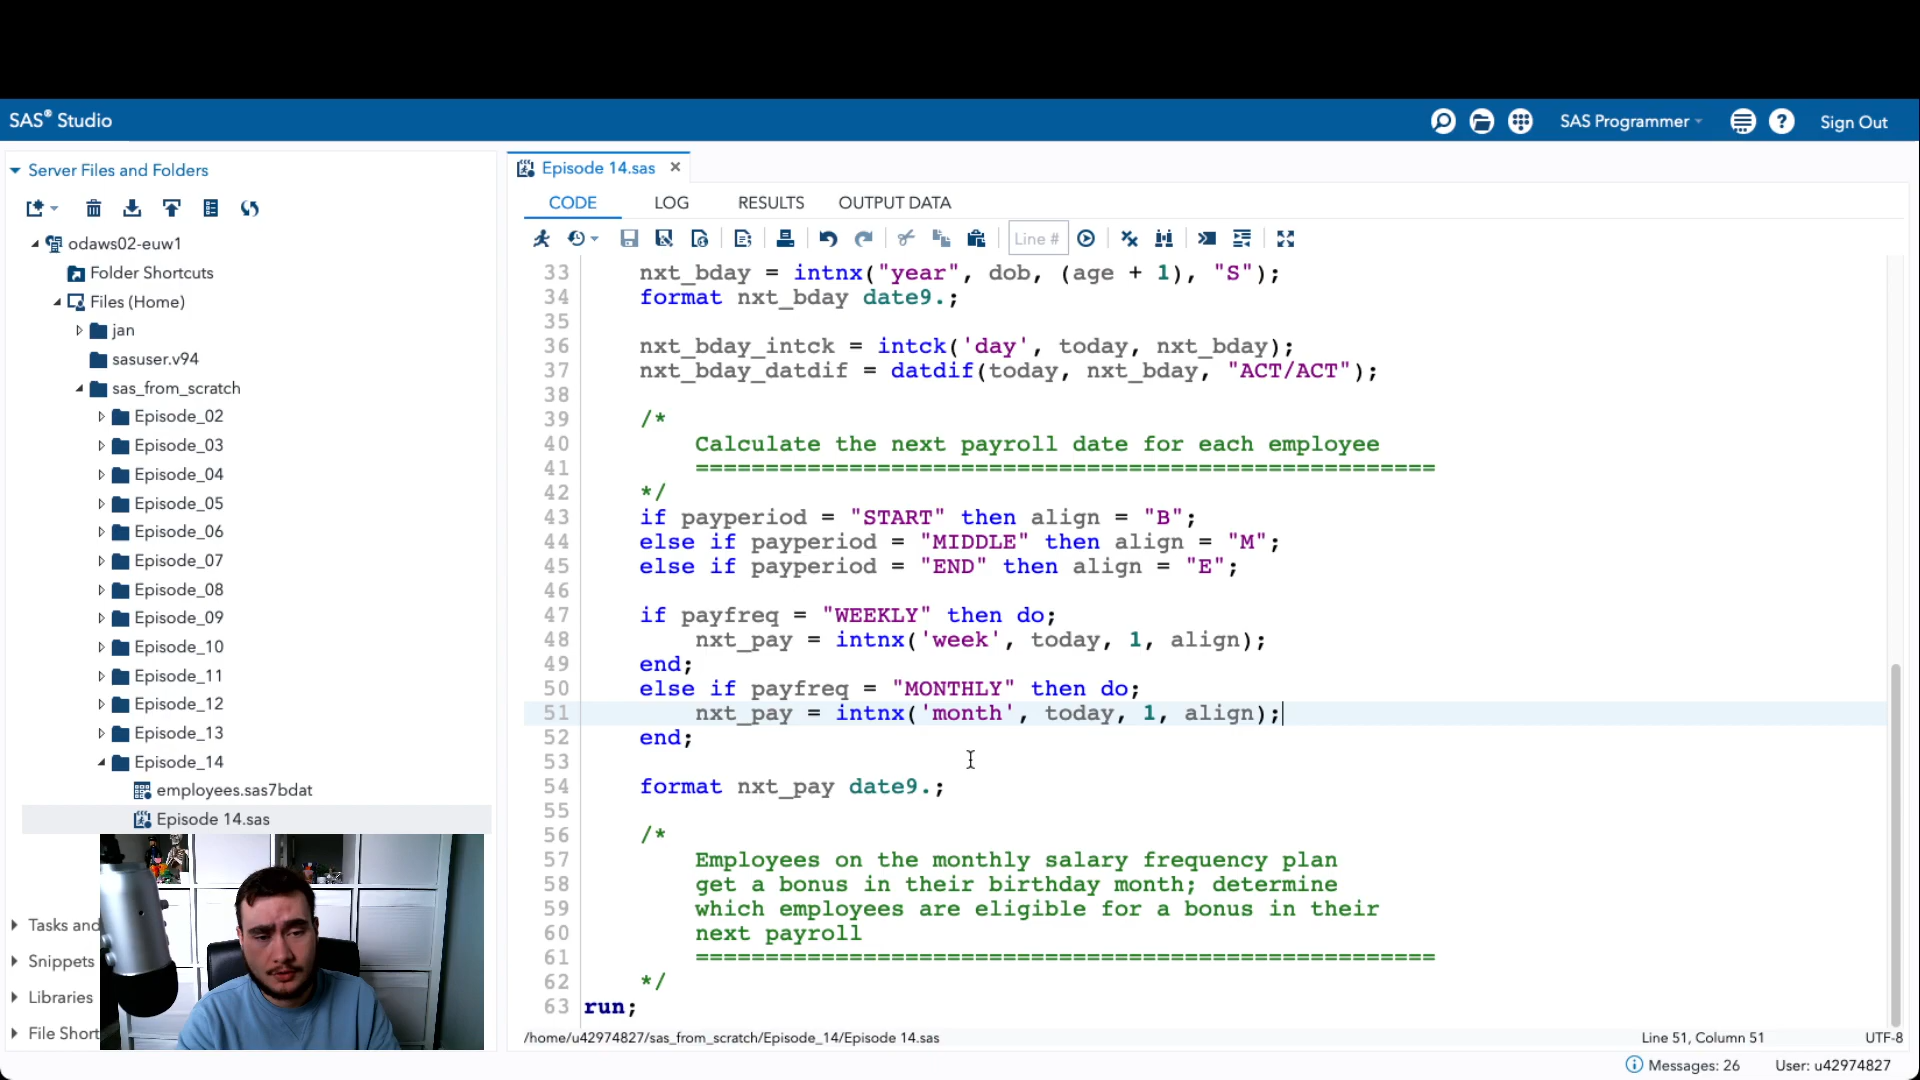 SAS® Studio
SAS Programmer
Sign Out
Server Files and Folders
odaws02-euw1
Folder Shortcuts
Files (Home)
jan
sasuser.v94
sas_from_scratch
Episode_02
Episode_03
Episode_04
Episode_05
Episode_06
Episode_07
Episode_08
Episode_09
Episode_10
Episode_11
Episode_12
Episode_13
Episode_14
employees.sas7bdat
Episode 14.sas
Tasks and
Snippets
Libraries
File Short
Episode 14.sas
CODE LOG RESULTS OUTPUT DATA
Line #
33 nxt_bday = intnx("year", dob, (age + 1), "S");
34 format nxt_bday date9.;
35
36 nxt_bday_intck = intck('day', today, nxt_bday);
37 nxt_bday_datdif = datdif(today, nxt_bday, "ACT/ACT");
38
39 /*
40 Calculate the next payroll date for each employee
41 =====================================================
42 */
43 if payperiod = "START" then align = "B";
44 else if payperiod = "MIDDLE" then align = "M";
45 else if payperiod = "END" then align = "E";
46
47 if payfreq = "WEEKLY" then do;
48 nxt_pay = intnx('week', today, 1, align);
49 end;
50 else if payfreq = "MONTHLY" then do;
51 nxt_pay = intnx('month', today, 1, align);
52 end;
53
54 format nxt_pay date9.;
55
56 /*
57 Employees on the monthly salary frequency plan
58 get a bonus in their birthday month; determine
59 which employees are eligible for a bonus in their
60 next payroll
61 =====================================================
62 */
63 run;
/home/u42974827/sas_from_scratch/Episode_14/Episode 14.sas
Line 51, Column 51
UTF-8
Messages: 26
User: u42974827